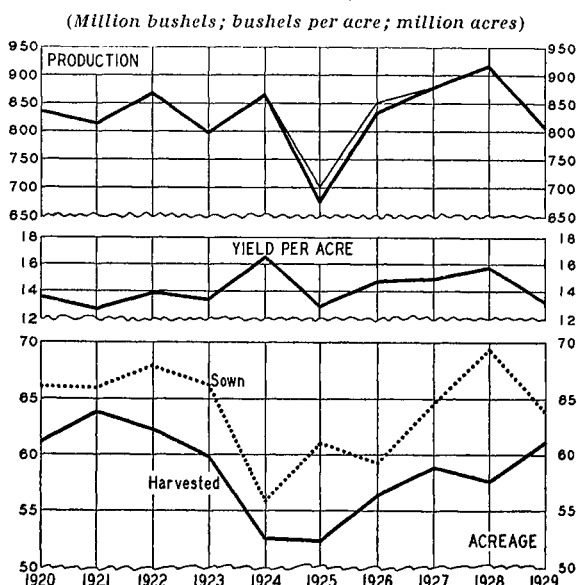 (Million bushels; bushels per acre; million acres)
950 950
PRODUCTION
900 900
850 850
800 800
750 750
700 700
650 650
18 18
YIELD PER ACRE
16 16
14 14
12 12
70 70
Sown
65 65
60 60
Harvested
55 55
ACREAGE
50 50
1920 1921 1922 1923 1924 1925 1926 1927 1928 1929